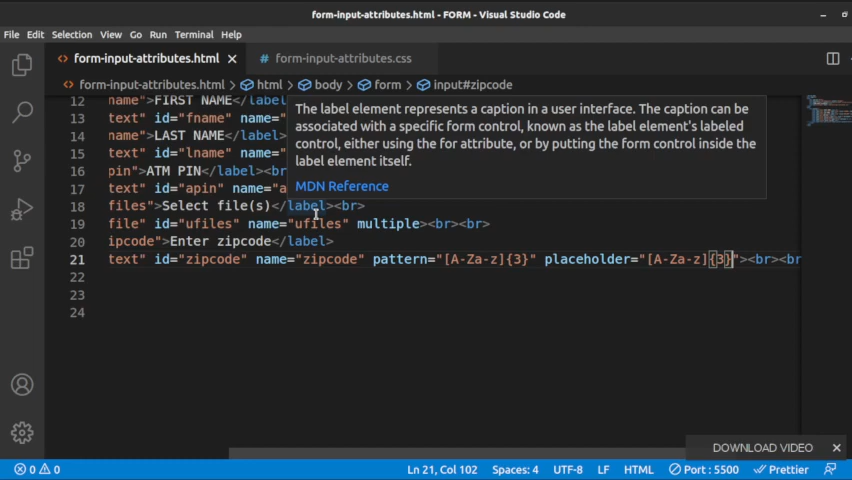 form-input-attributes.html - FORM - Visual Studio Code
File Edit Selection View Go Run Terminal Help
form-input-attributes.html × # form-input-attributes.css
form-input-attributes.html > html > body > form > input#zipcode
12 name">FIRST NAME</label
13 text" id="fname" name="
14 name">LAST NAME</label>
15 text" id="lname" name="
16 pin">ATM PIN</label><br
17 text" id="apin" name="a
18 files">Select file(s)</label><br>
19 file" id="ufiles" name="ufiles" multiple><br><br>
20 ipcode">Enter zipcode</label>
21 text" id="zipcode" name="zipcode" pattern="[A-Za-z]{3}" placeholder="[A-Za-z]{3}"><br><br
22
23
24
The label element represents a caption in a user interface. The caption can be
associated with a specific form control, known as the label element's labeled
control, either using the for attribute, or by putting the form control inside the
label element itself.
MDN Reference
DOWNLOAD VIDEO ×
0 0 Ln 21, Col 102 Spaces: 4 UTF-8 LF HTML Port : 5500 Prettier